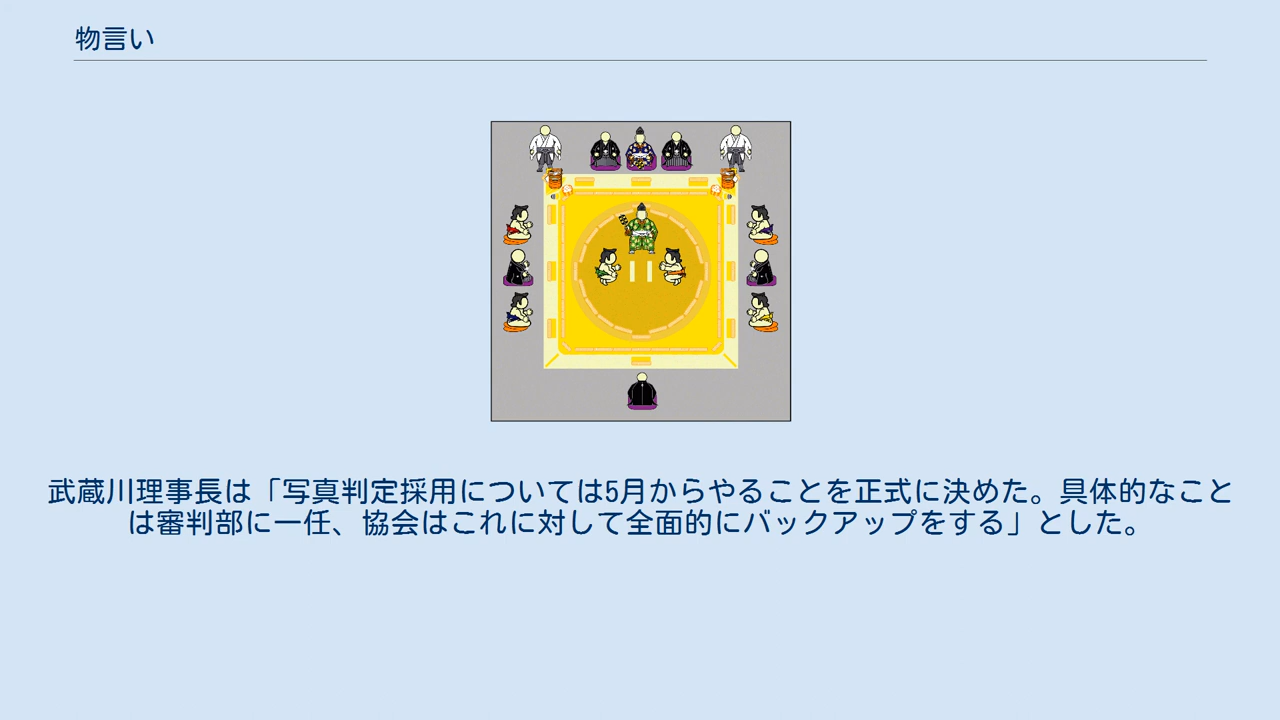 物言い
武蔵川理事長は「写真判定採用については5月からやることを正式に決めた。具体的なこと
は審判部に一任、協会はこれに対して全面的にバックアップをする」とした。